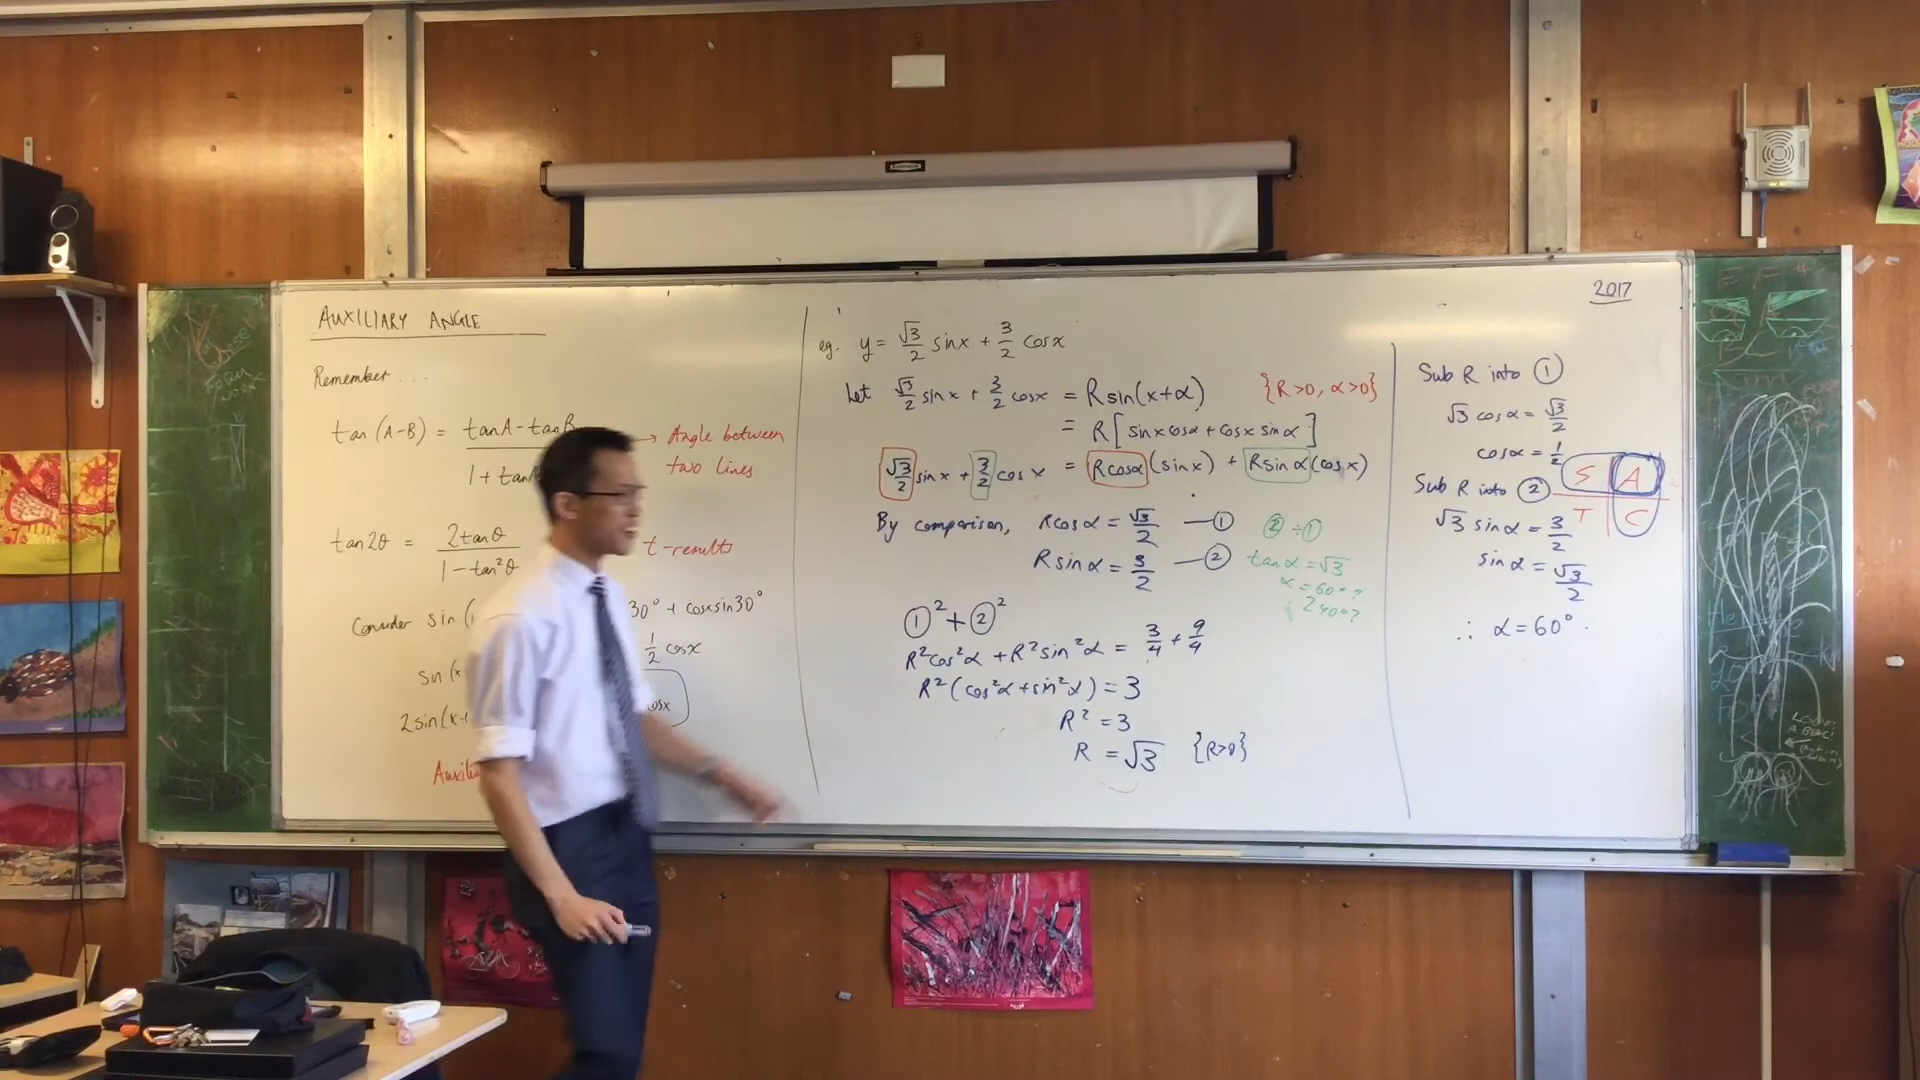 AUXILIARY ANGLE
Remember...
tan(A-B) = tanA - tanB / 1 + tan
→ Angle between two lines
tan2θ = 2tanθ / 1 - tan²θ
t-results
Consider sin( 30° + cosxsin30°
1/2 cosx
sin(x
2sin(x+ cosx
Auxili
eg. y = √3/2 sinx + 3/2 cosx
Let √3/2 sinx + 3/2 cosx = Rsin(x+α) {R>0, α>0}
= R[sinxcosα + cosxsinα]
√3/2 sinx + 3/2 cosx = Rcosα(sinx) + Rsinα(cosx)
By comparison, Rcosα = √3/2 —①
Rsinα = 3/2 —②
②÷①
tanα = √3
α = 60°?
240°?
①² + ②²
R²cos²α + R²sin²α = 3/4 + 9/4
R²(cos²α + sin²α) = 3
R² = 3
R = √3 {R>0}
2017
Sub R into ①
√3 cosα = √3/2
cosα = 1/2
S A
T C
Sub R into ②
√3 sinα = 3/2
sinα = √3/2
∴ α = 60°.